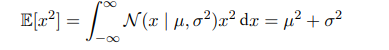 𝔼[x²] = ∫_{-∞}^{∞} 𝒩(x | μ, σ²) x² dx = μ² + σ²